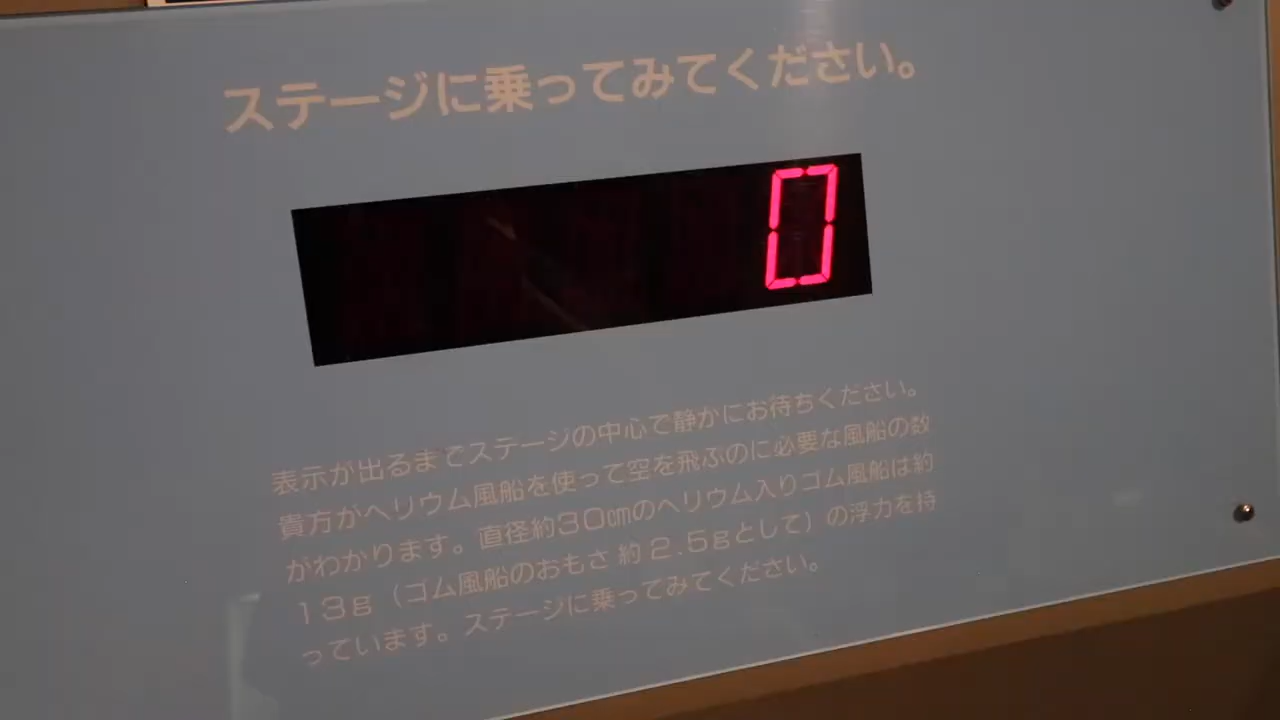 ステージに乗ってみてください。
0
表示が出るまでステージの中心で静かにお待ちください。
貴方がヘリウム風船を使って空を飛ぶのに必要な風船の数
がわかります。直径約30㎝のヘリウム入りゴム風船は約
13g（ゴム風船のおもさ 約 2.5gとして）の浮力を持
っています。ステージに乗ってみてください。